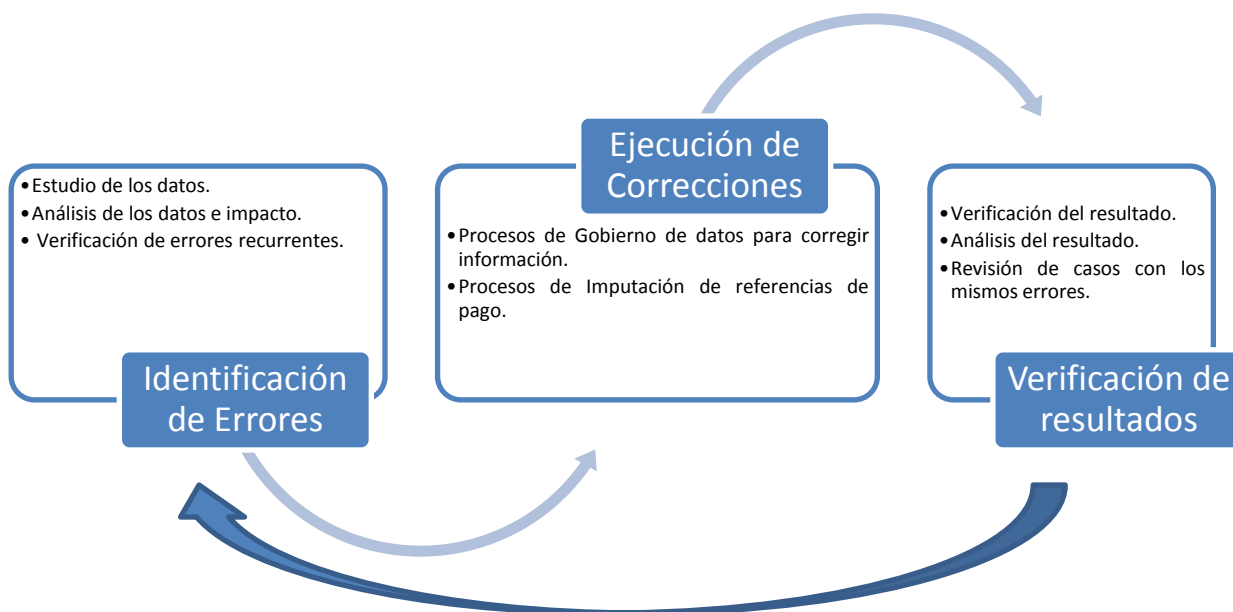 •Estudio de los datos.
•Análisis de los datos e impacto.
• Verificación de errores recurrentes.
Identificación
de Errores
Ejecución de
Correcciones
•Procesos de Gobierno de datos para corregir
información.
•Procesos de Imputación de referencias de
pago.
•Verificación del resultado.
•Análisis del resultado.
•Revisión de casos con los
mismos errores.
Verificación de
resultados